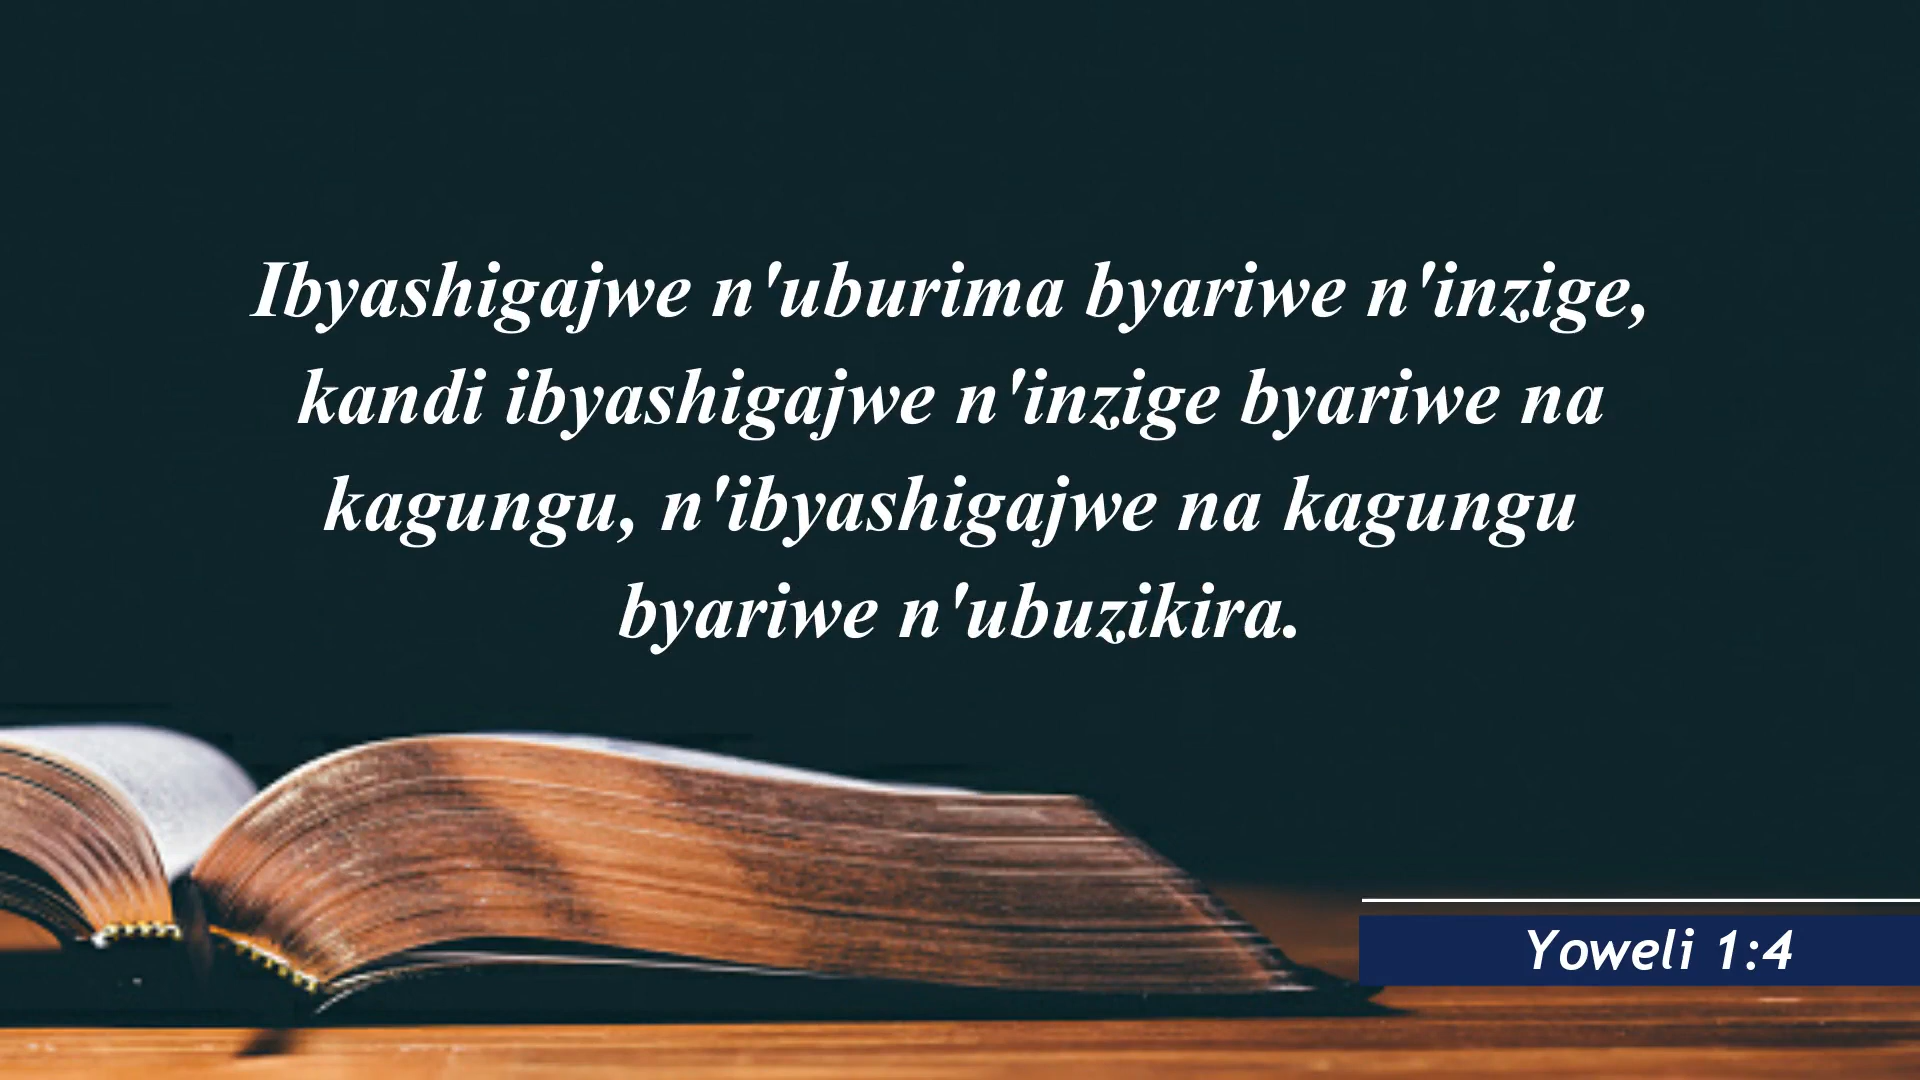 Ibyashigajwe n'uburima byariwe n'inzige,
kandi ibyashigajwe n'inzige byariwe na
kagungu, n'ibyashigajwe na kagungu
byariwe n'ubuzikira.
Yoweli 1:4